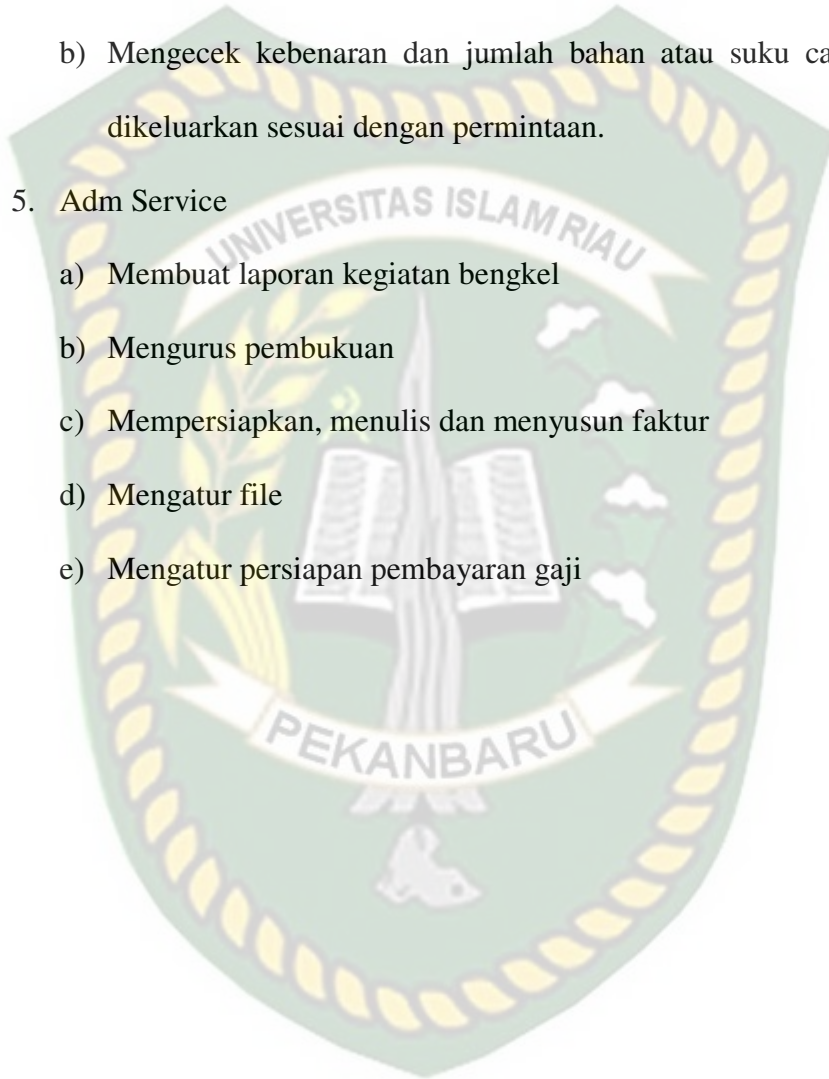 b) Mengecek kebenaran dan jumlah bahan atau suku ca
dikeluarkan sesuai dengan permintaan.
5. Adm Service
UNIVERSITAS ISLAM RIAU
a) Membuat laporan kegiatan bengkel
b) Mengurus pembukuan
c) Mempersiapkan, menulis dan menyusun faktur
d) Mengatur file
e) Mengatur persiapan pembayaran gaji
PEKANBARU